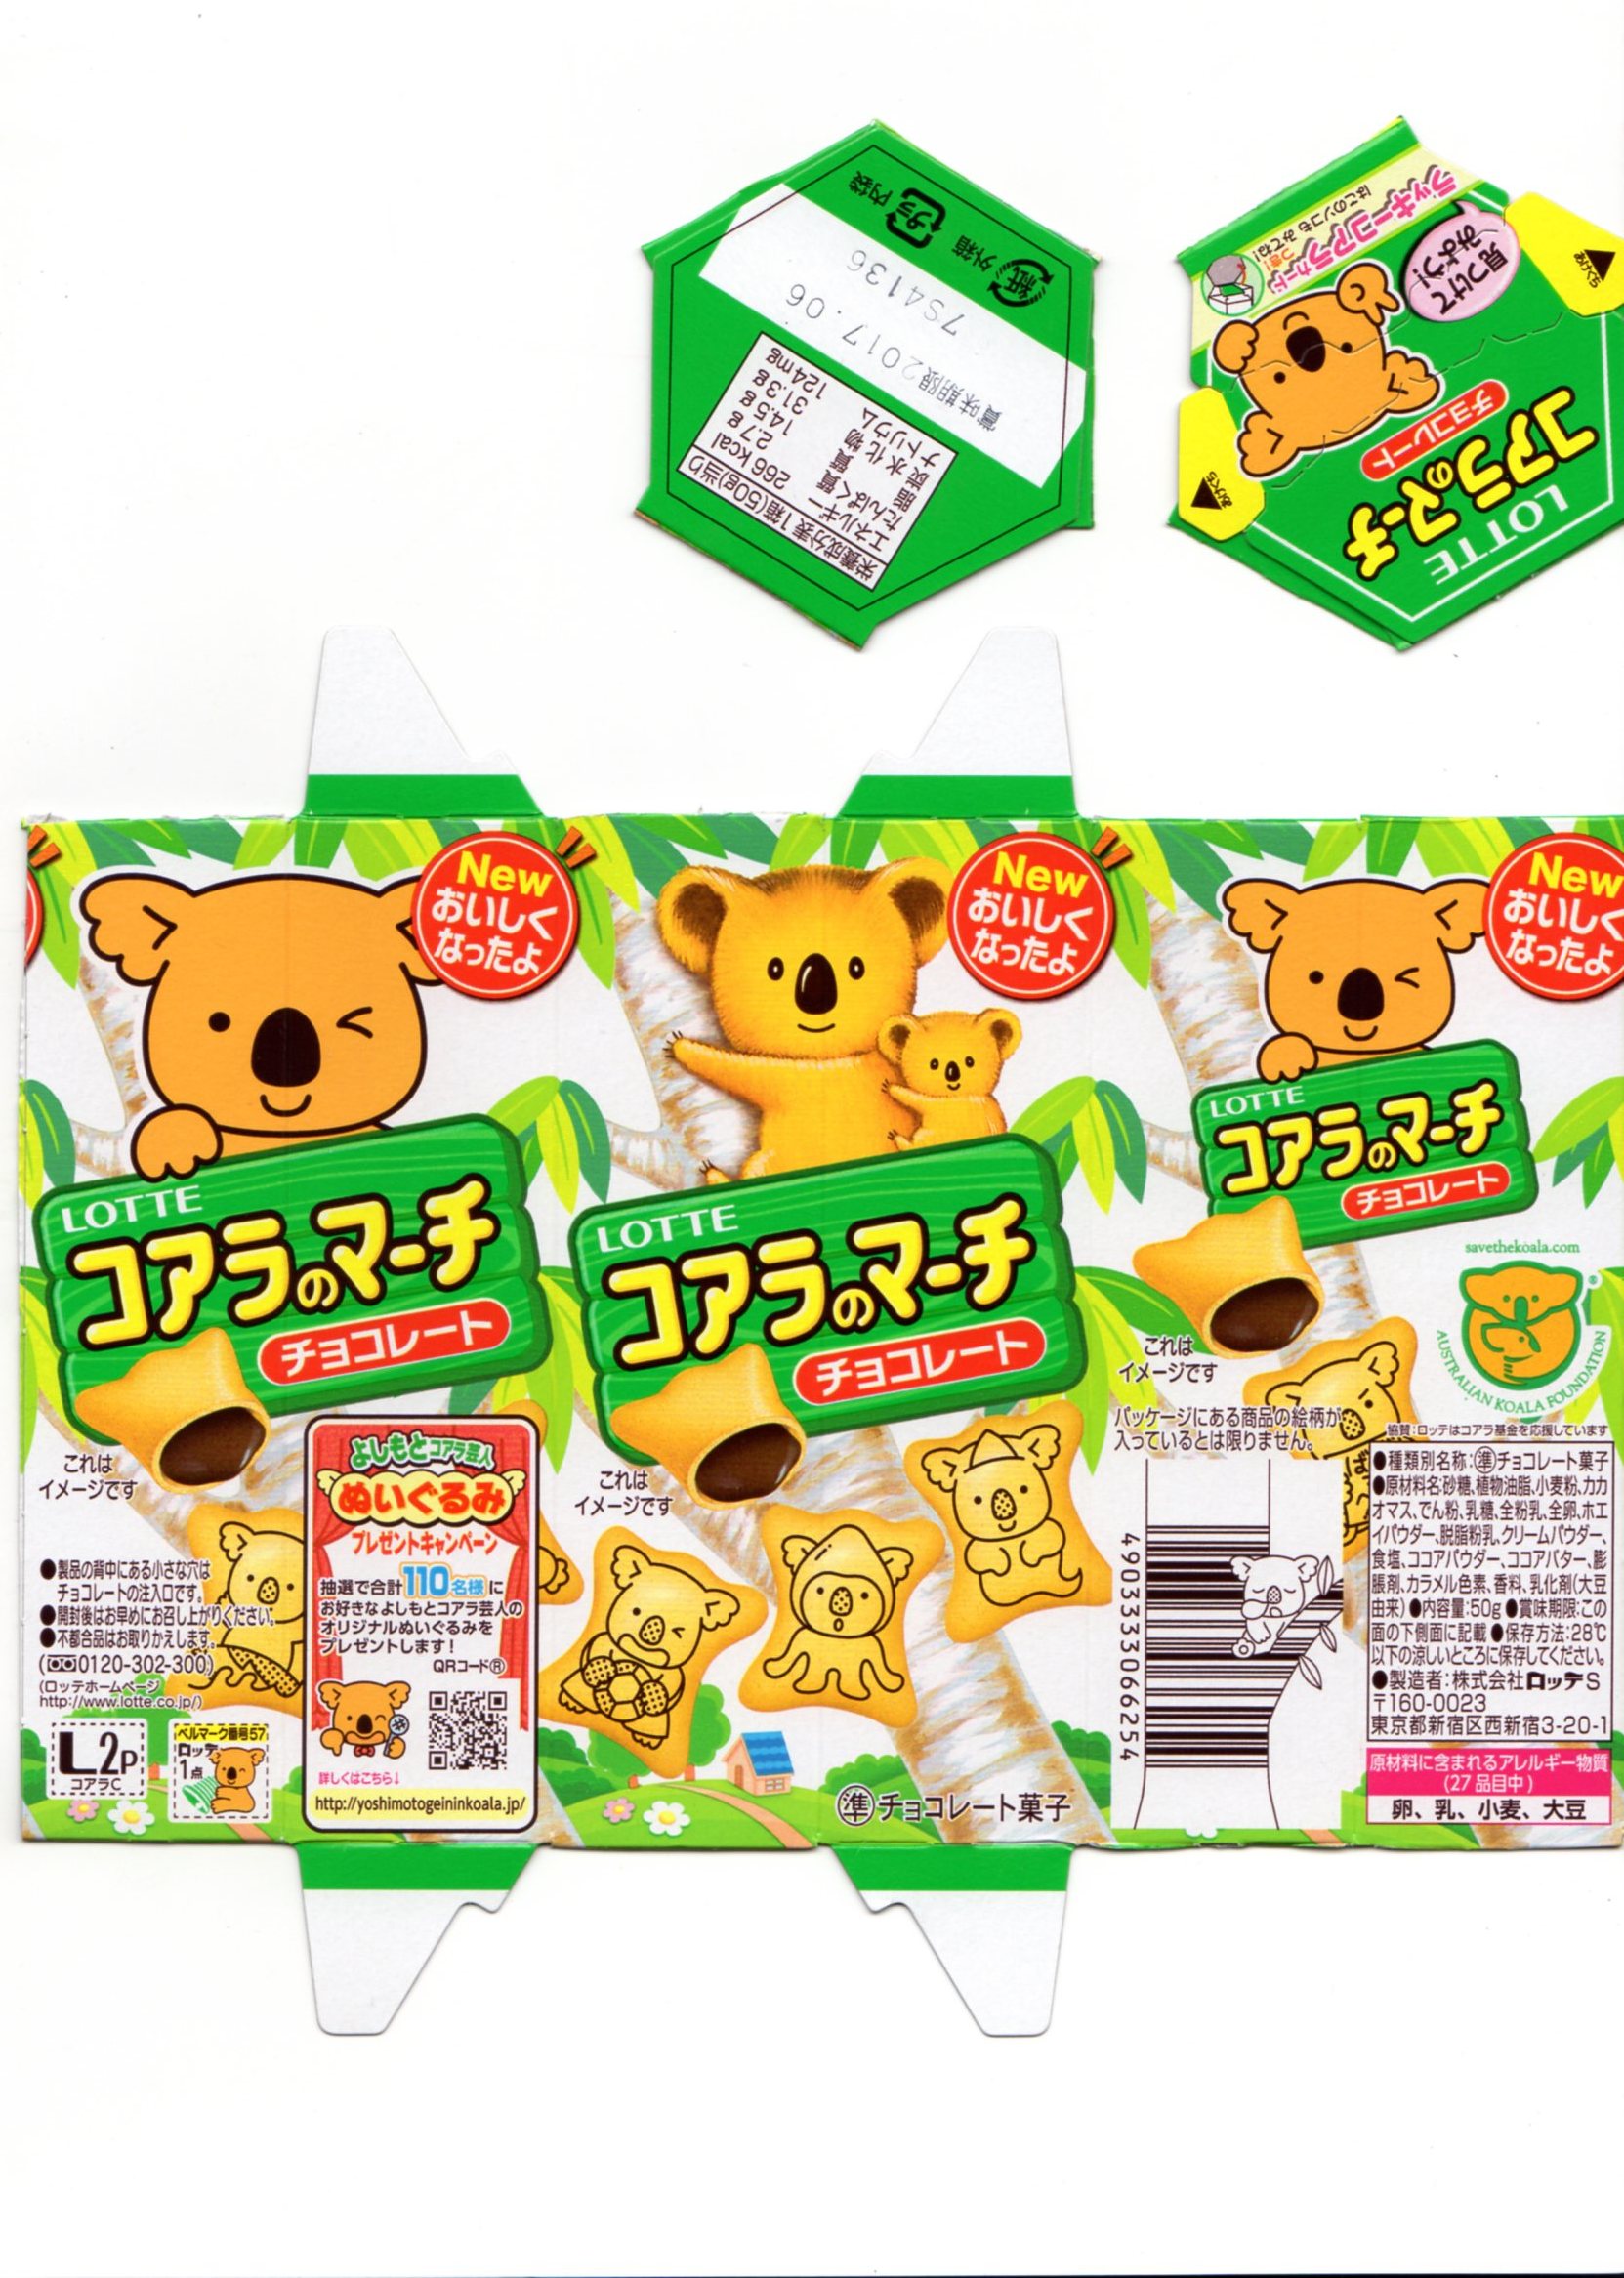 内袋 プラ
外箱 紙
7S4136
賞味期限2017.06
栄養成分表 1箱(50g)当り
エネルギー 266kcal
たんぱく質 2.7g
脂質 14.5g
炭水化物 31.3g
ナトリウム 124mg
ラッキーコアラカードつき!
はこのソコもみてね!
見つけて
みよう!
あけくち
あけくち
チョコレート
コアラのマーチ
LOTTE
New
おいしく
なったよ
LOTTE
コアラのマーチ
チョコレート
これは
イメージです
●製品の背中にある小さな穴は
チョコレートの注入口です。
●開封後はお早めにお召し上がりください。
●不都合品はお取りかえします。
(0120-302-300)
(ロッテホームページ
http://www.lotte.co.jp/)
L2P
コアラC
ベルマーク番号57
ロッテ
1点
よしもとコアラ芸人
ぬいぐるみ
プレゼントキャンペーン
抽選で合計110名様に
お好きなよしもとコアラ芸人の
オリジナルぬいぐるみを
プレゼントします!
QRコード®
詳しくはこちら↓
http://yoshimotogeininkoala.jp/
New
おいしく
なったよ
LOTTE
コアラのマーチ
チョコレート
これは
イメージです
準チョコレート菓子
New
おいしく
なったよ
LOTTE
コアラのマーチ
チョコレート
これは
イメージです
パッケージにある商品の絵柄が
入っているとは限りません。
4903333066254
savethekoala.com
AUSTRALIAN KOALA FOUNDATION
®
協賛:ロッテはコアラ基金を応援しています
●種類別名称:準チョコレート菓子
●原材料名:砂糖、植物油脂、小麦粉、カカ
オマス、でん粉、乳糖、全粉乳、全卵、ホエ
イパウダー、脱脂粉乳、クリームパウダー、
食塩、ココアパウダー、ココアバター、膨
脹剤、カラメル色素、香料、乳化剤(大豆
由来) ●内容量:50g ●賞味期限:この
面の下側面に記載 ●保存方法:28℃
以下の涼しいところに保存してください。
●製造者:株式会社ロッテS
〒160-0023
東京都新宿区西新宿3-20-1
原材料に含まれるアレルギー物質
(27品目中)
卵、乳、小麦、大豆